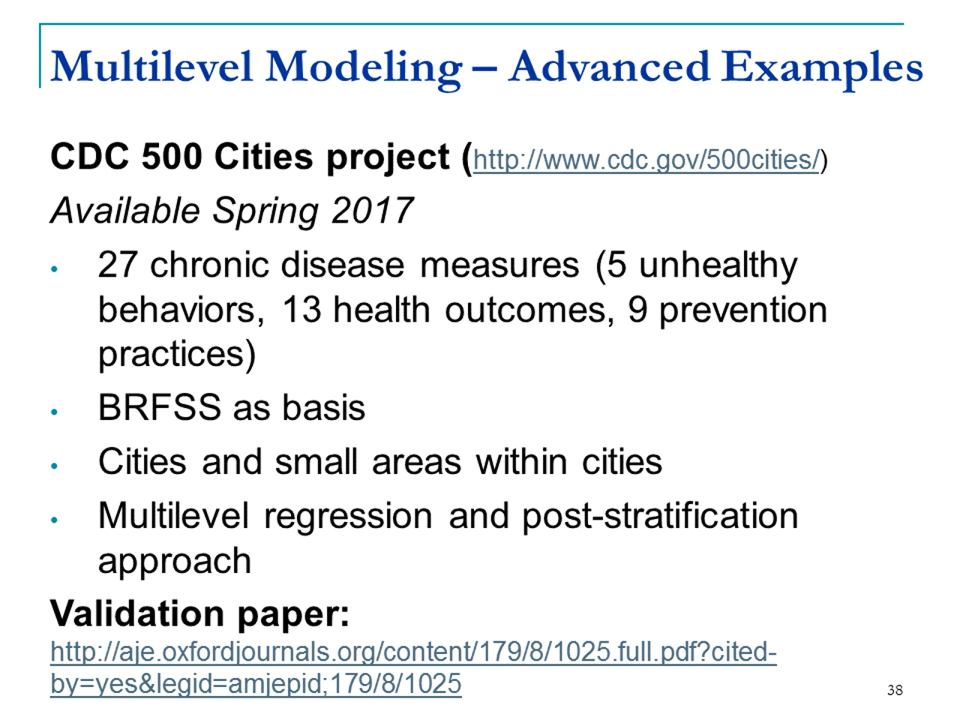 Multilevel Modeling – Advanced Examples
CDC 500 Cities project (http://www.cdc.gov/500cities/)
Available Spring 2017
• 27 chronic disease measures (5 unhealthy
behaviors, 13 health outcomes, 9 prevention
practices)
• BRFSS as basis
• Cities and small areas within cities
• Multilevel regression and post-stratification
approach
Validation paper:
http://aje.oxfordjournals.org/content/179/8/1025.full.pdf?cited-
by=yes&legid=amjepid;179/8/1025
38